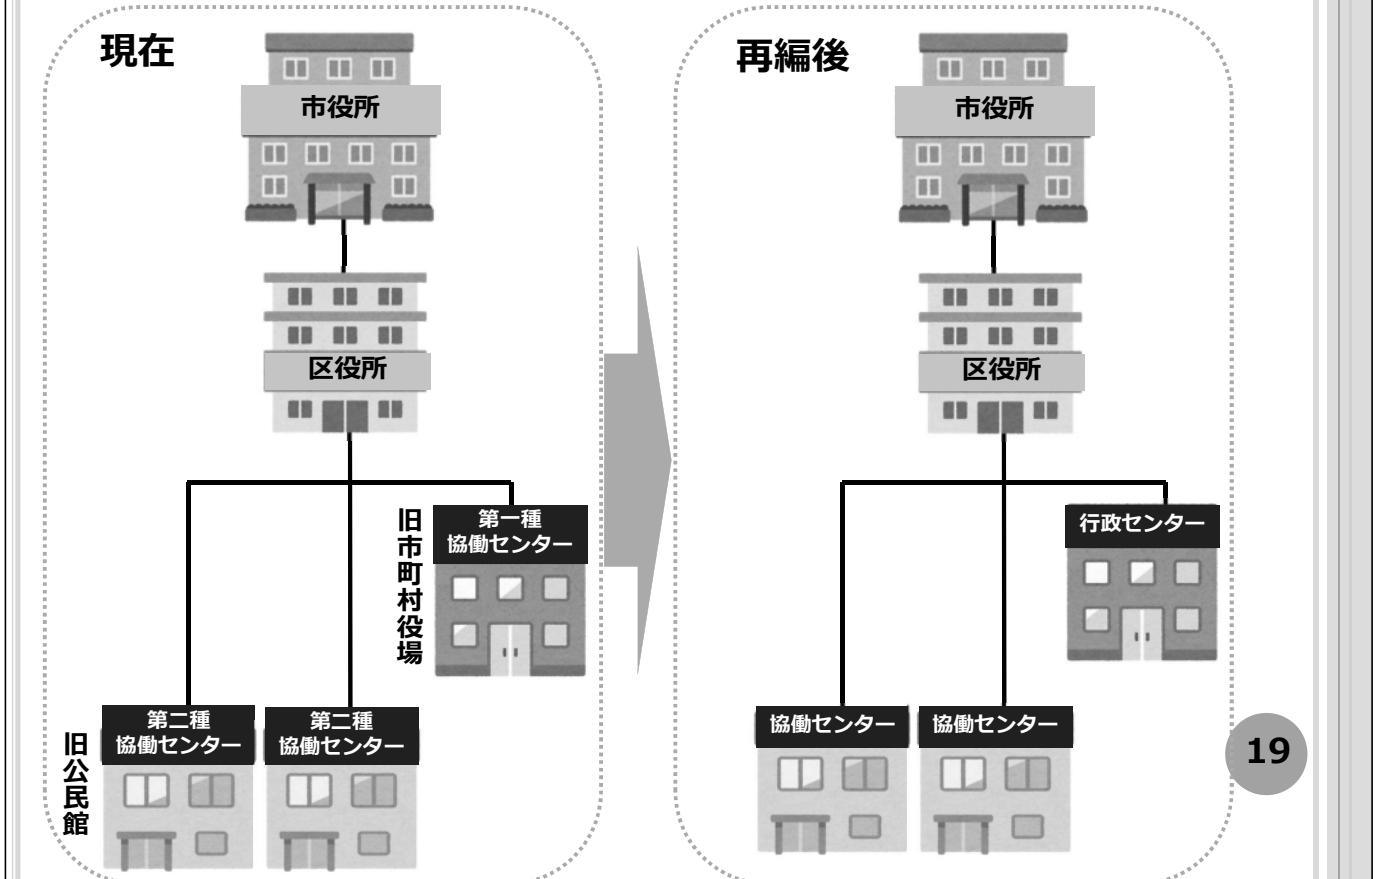 現在
市役所
区役所
旧市町村役場
第一種
協働センター
旧公民館
第二種
協働センター
第二種
協働センター
再編後
市役所
区役所
行政センター
協働センター
協働センター
19